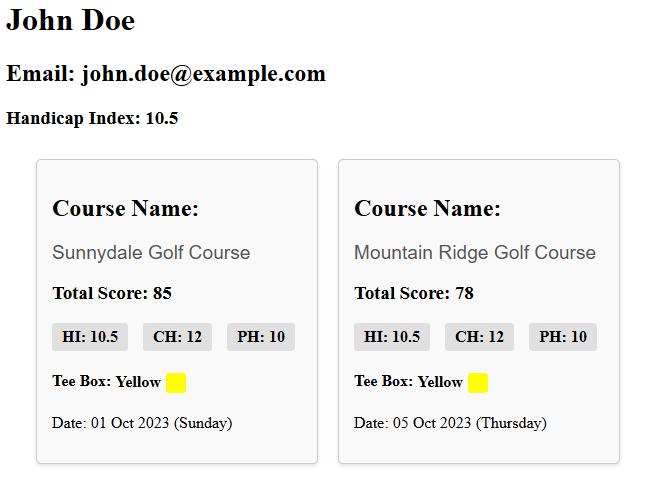 John Doe
Email: john.doe@example.com
Handicap Index: 10.5
Course Name:
Sunnydale Golf Course
Total Score: 85
HI: 10.5 CH: 12 PH: 10
Tee Box: Yellow
Date: 01 Oct 2023 (Sunday)
Course Name:
Mountain Ridge Golf Course
Total Score: 78
HI: 10.5 CH: 12 PH: 10
Tee Box: Yellow
Date: 05 Oct 2023 (Thursday)